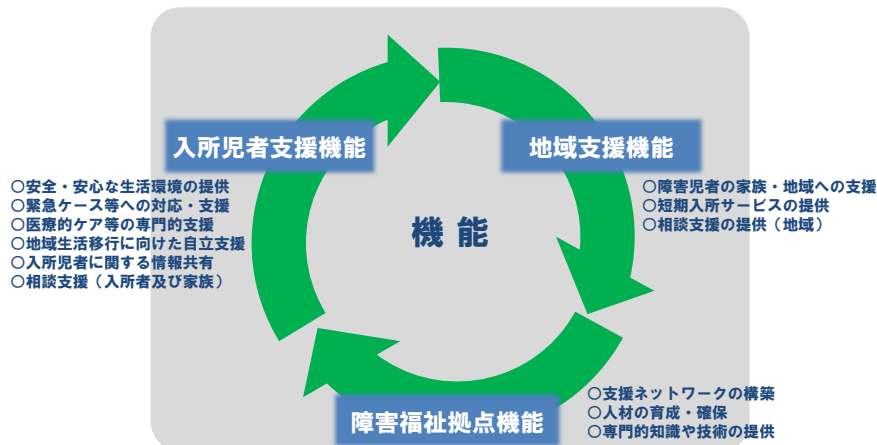 入所児者支援機能
○安全・安心な生活環境の提供
○緊急ケース等への対応・支援
○医療的ケア等の専門的支援
○地域生活移行に向けた自立支援
○入所児者に関する情報共有
○相談支援（入所者及び家族）
地域支援機能
○障害児者の家族・地域への支援
○短期入所サービスの提供
○相談支援の提供（地域）
機能
障害福祉拠点機能
○支援ネットワークの構築
○人材の育成・確保
○専門的知識や技術の提供